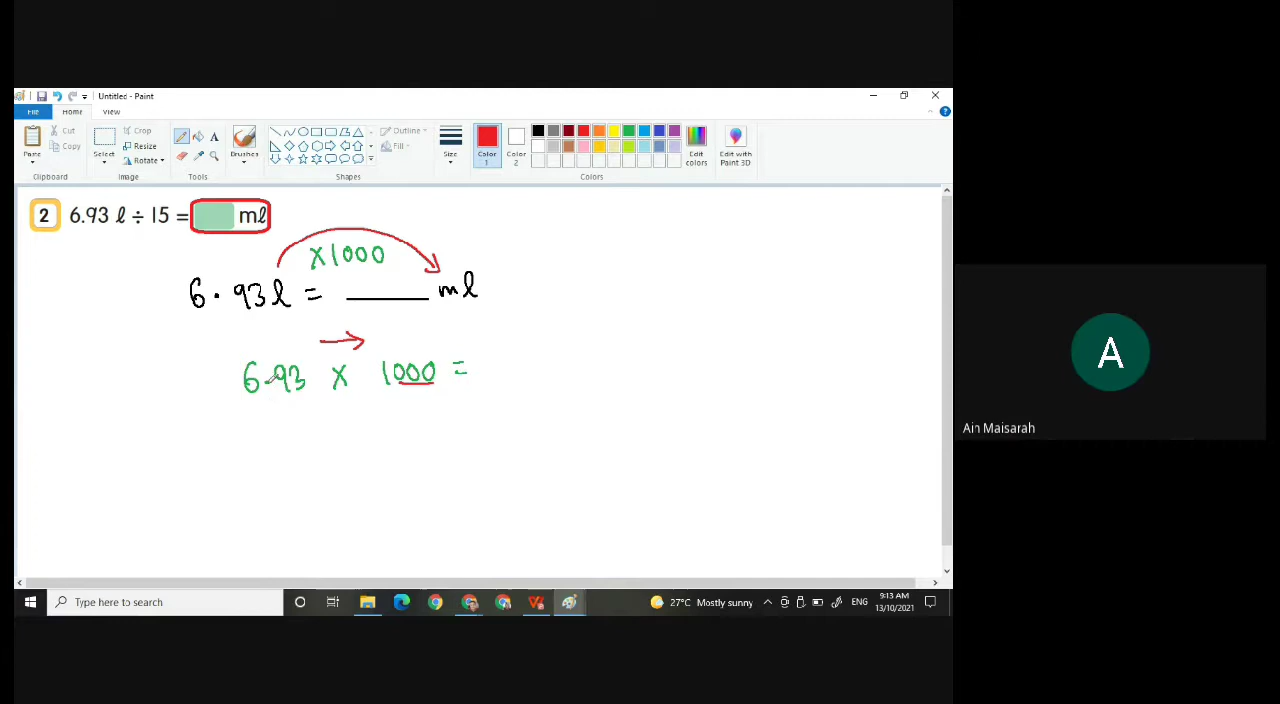 Untitled - Paint
File Home View
Paste Cut Copy Select Crop Resize Rotate A Brushes Outline Fill Size Color 1 Color 2 Edit colors Edit with Paint 3D
Clipboard Image Tools Shapes Colors
2 6.93 ℓ ÷ 15 = mℓ
×1000
6.93l = ______ ml
6.93 × 1000 =
A
Ain Maisarah
Type here to search
27°C Mostly sunny ENG 9:13 AM 13/10/2021